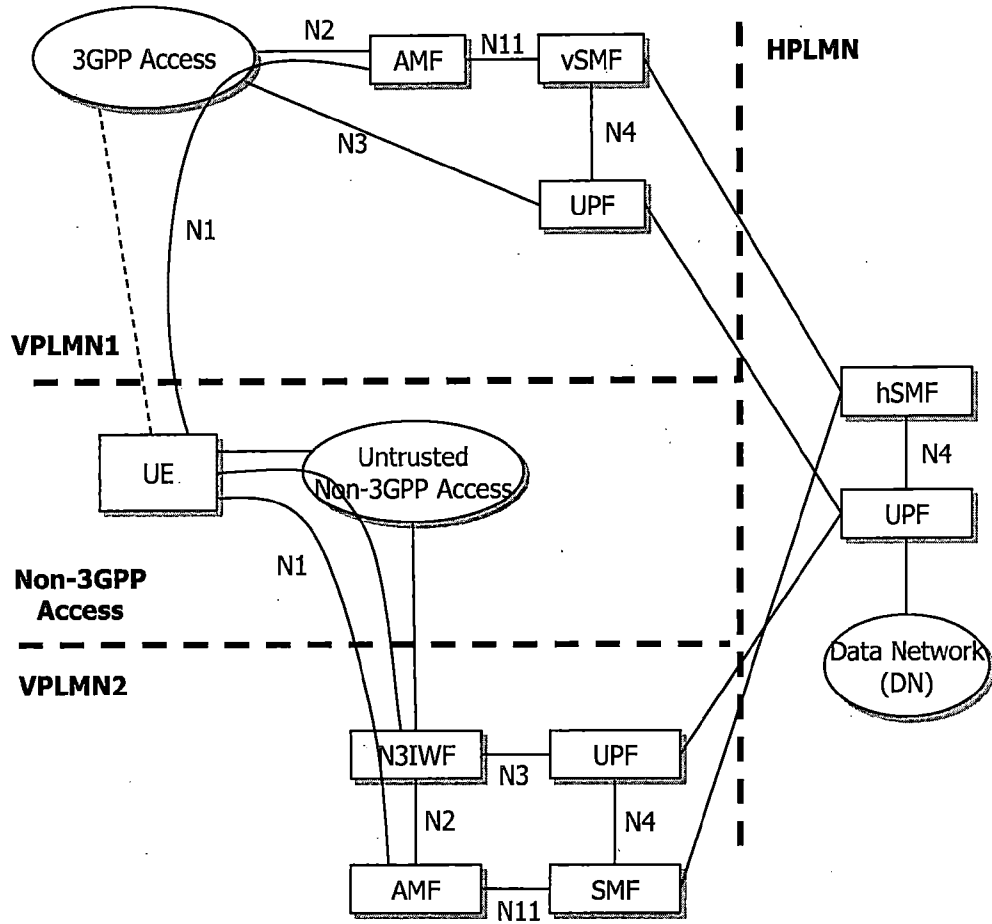 N2
N11
HPLMN
3GPP Access
AMF
vSMF
N4
N3
UPF
N1
VPLMN1
hSMF
N4
UE
Untrusted
Non-3GPP Access
UPF
N1
Non-3GPP
Access
Data Network
(DN)
VPLMN2
N3IWF
N3
UPF
N2
N4
AMF
N11
SMF